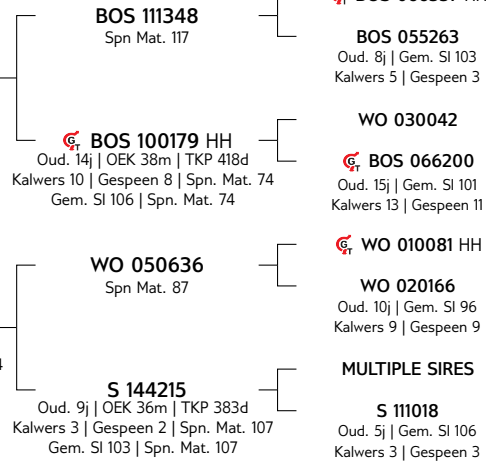 BOS 111348
Spn Mat. 117
BOS 055263
Oud. 8j | Gem. SI 103
Kalwers 5 | Gespeen 3
WO 030042
GT BOS 100179 HH
Oud. 14j | OEK 38m | TKP 418d
Kalwers 10 | Gespeen 8 | Spn. Mat. 74
Gem. SI 106 | Spn. Mat. 74
GT BOS 066200
Oud. 15j | Gem. SI 101
Kalwers 13 | Gespeen 11
GT WO 010081 HH
WO 050636
Spn Mat. 87
WO 020166
Oud. 10j | Gem. SI 96
Kalwers 9 | Gespeen 9
MULTIPLE SIRES
S 144215
Oud. 9j | OEK 36m | TKP 383d
Kalwers 3 | Gespeen 2 | Spn. Mat. 107
Gem. SI 103 | Spn. Mat. 107
S 111018
Oud. 5j | Gem. SI 106
Kalwers 3 | Gespeen 3